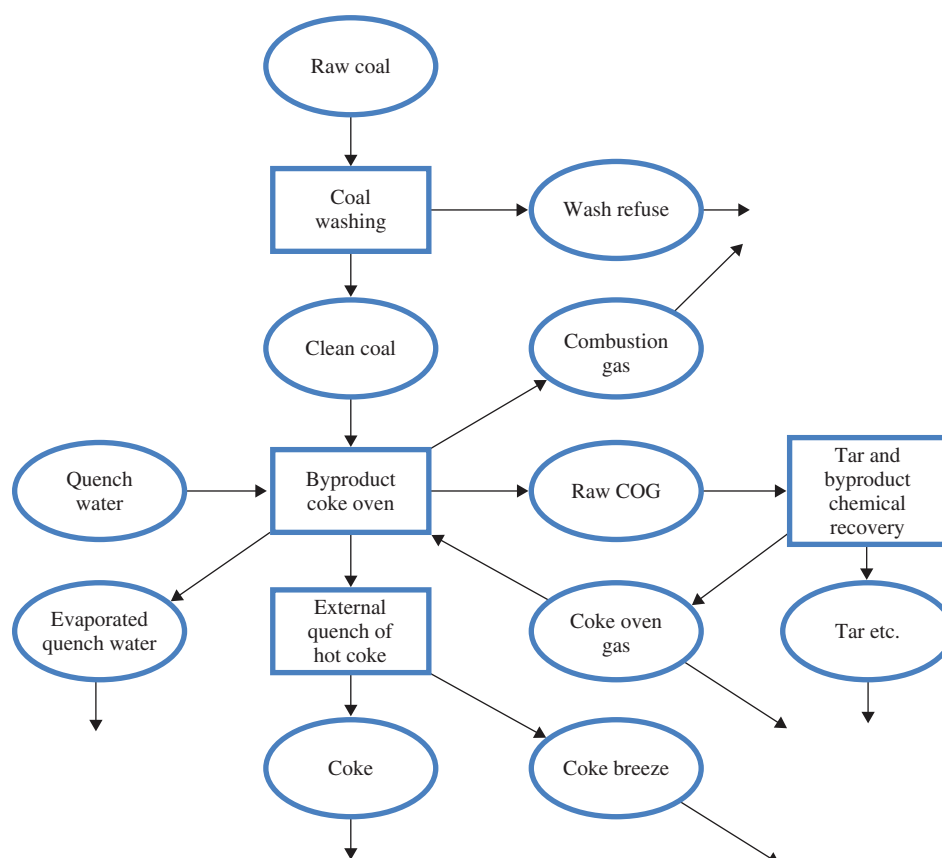 Raw coal
Coal
washing
Wash refuse
Clean coal
Combustion
gas
Quench
water
Byproduct
coke oven
Raw COG
Tar and
byproduct
chemical
recovery
Evaporated
quench water
External
quench of
hot coke
Coke oven
gas
Tar etc.
Coke
Coke breeze